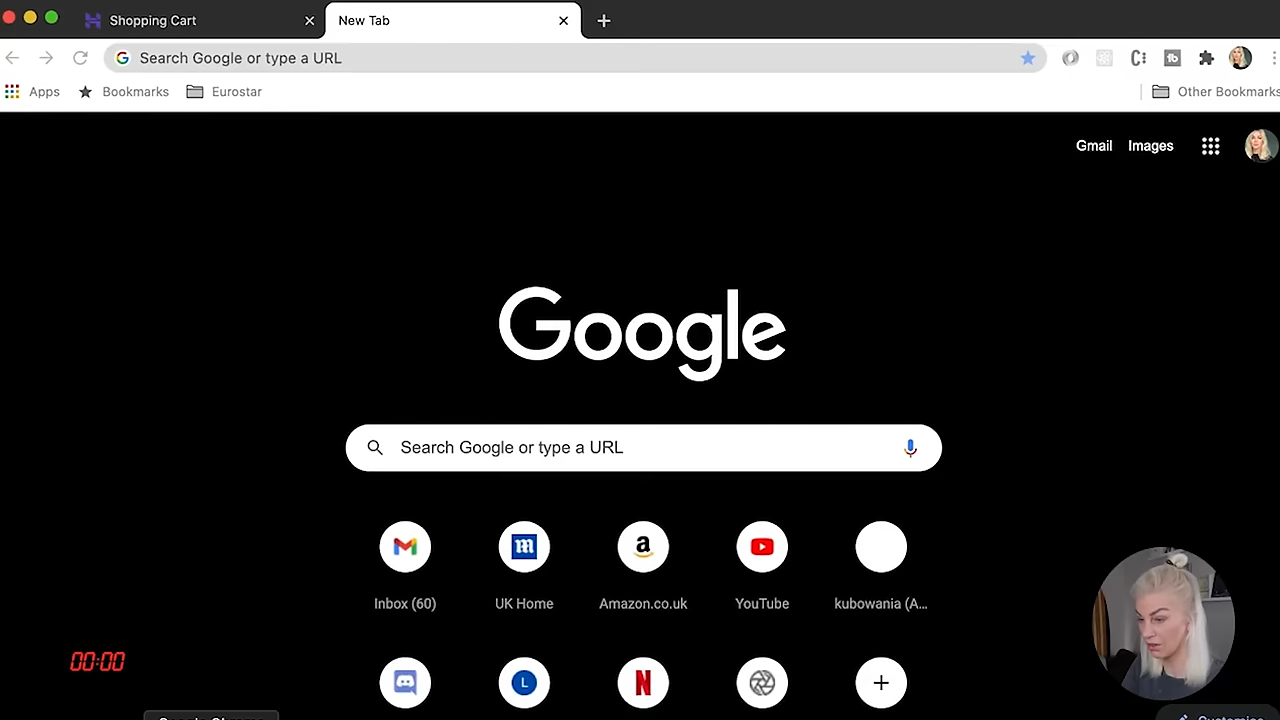 Shopping Cart
New Tab
Search Google or type a URL
Apps
Bookmarks
Eurostar
Other Bookmarks
Gmail
Images
Google
Search Google or type a URL
Inbox (60)
UK Home
Amazon.co.uk
YouTube
kubowania (A...
L
N
00:00